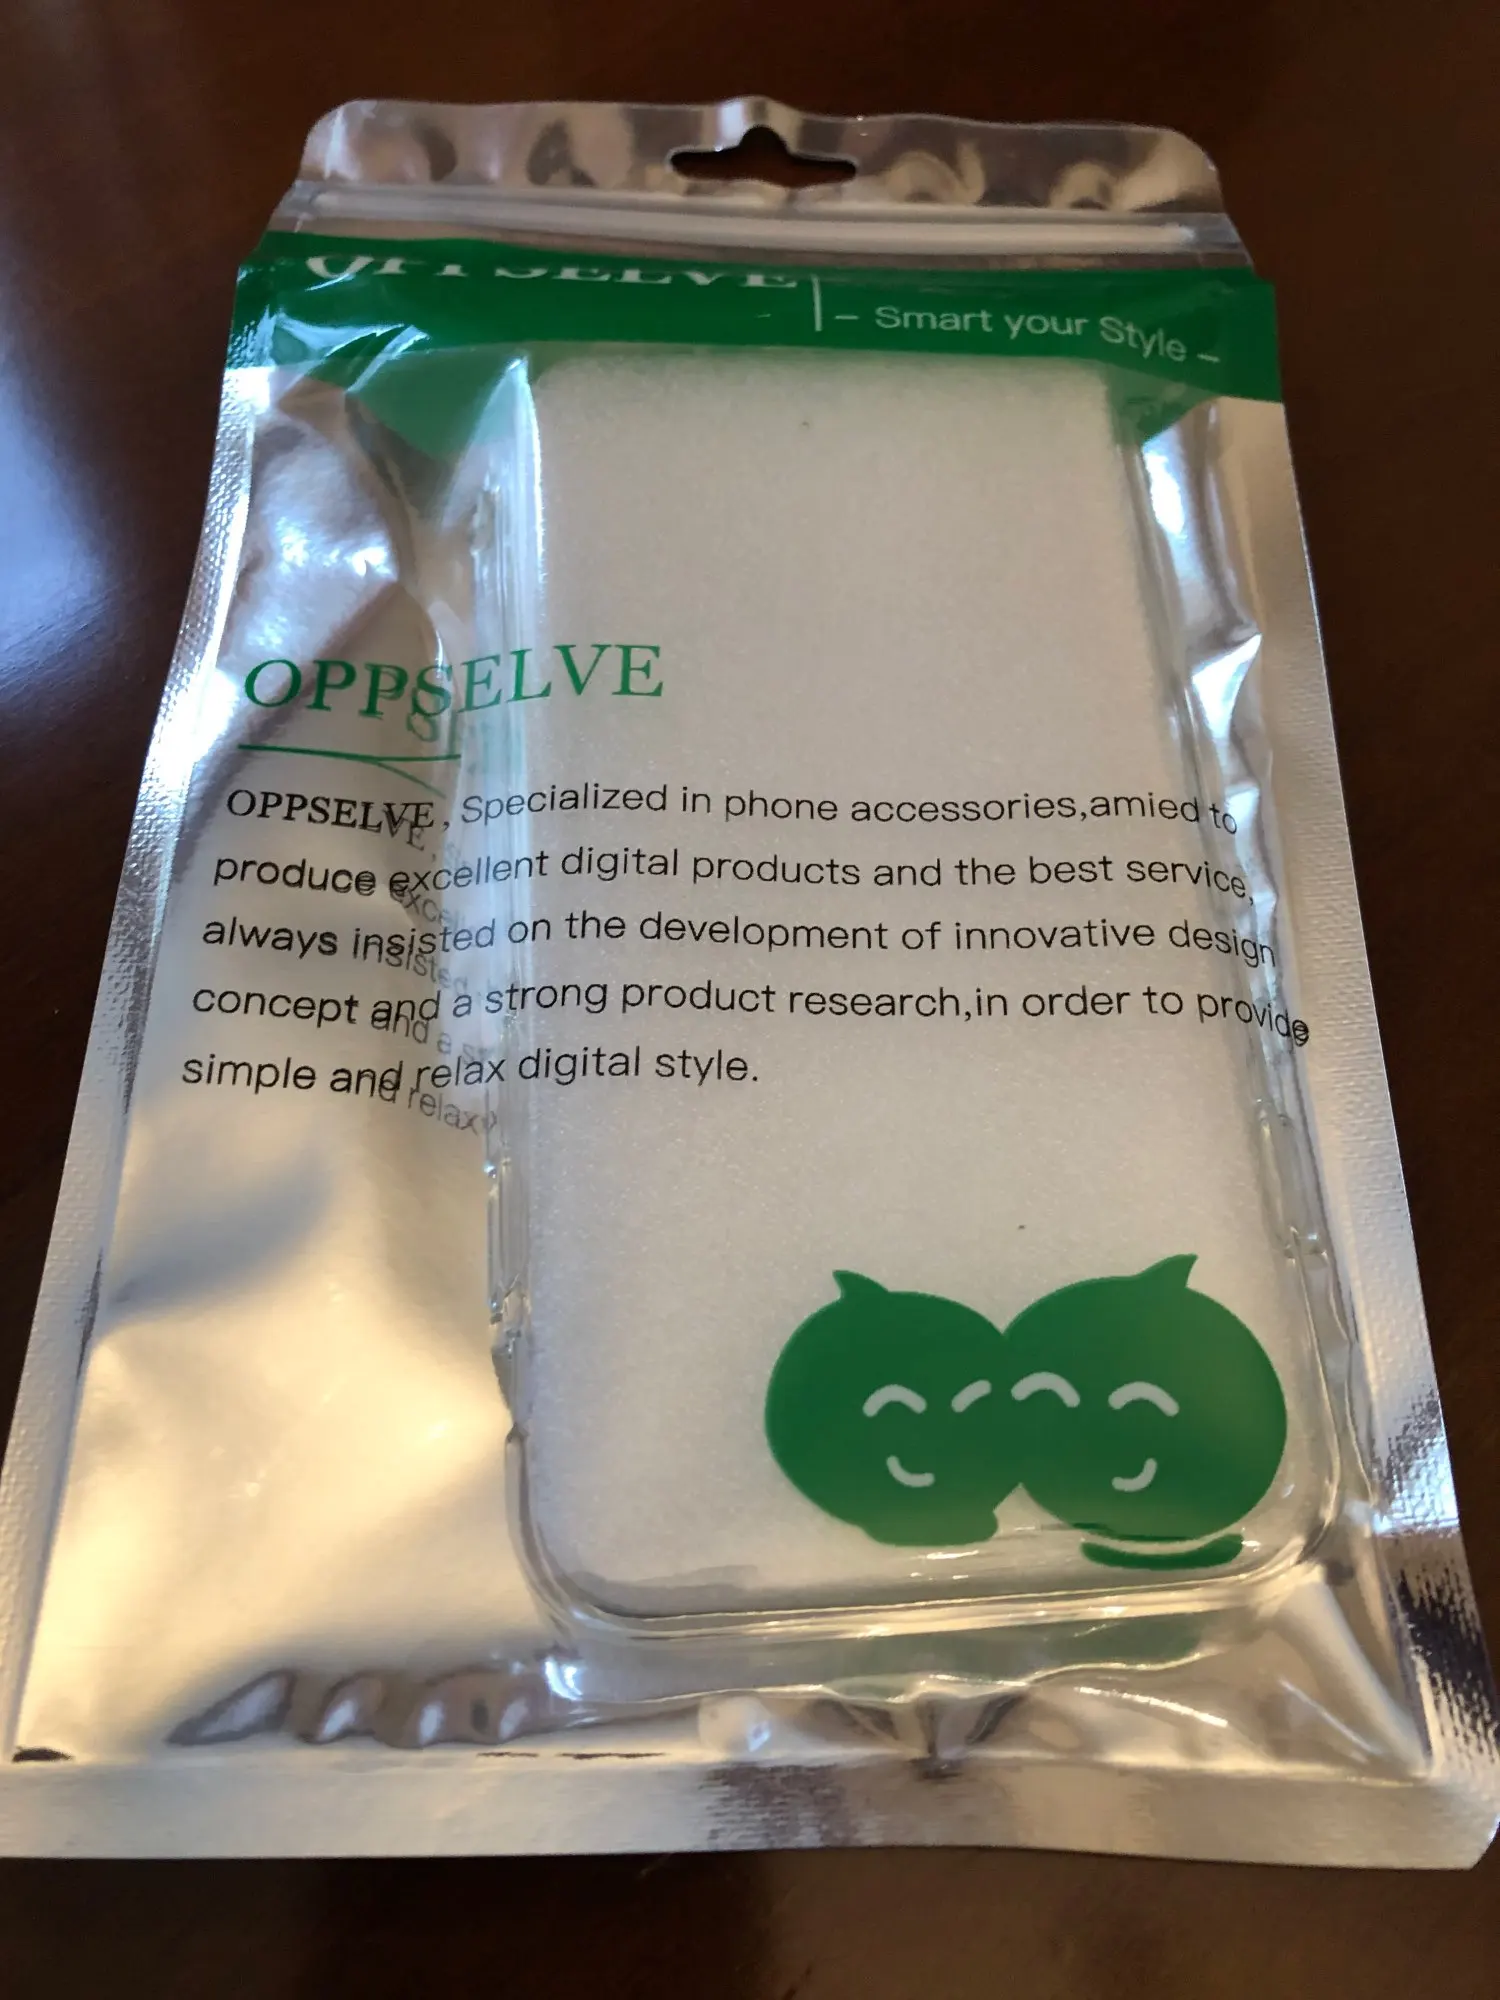 OPPSELVE
- Smart your Style -
OPPSELVE
OPPSELVE, Specialized in phone accessories,amied to
produce excellent digital products and the best service,
always insisted on the development of innovative design
concept and a strong product research,in order to provide
simple and relax digital style.